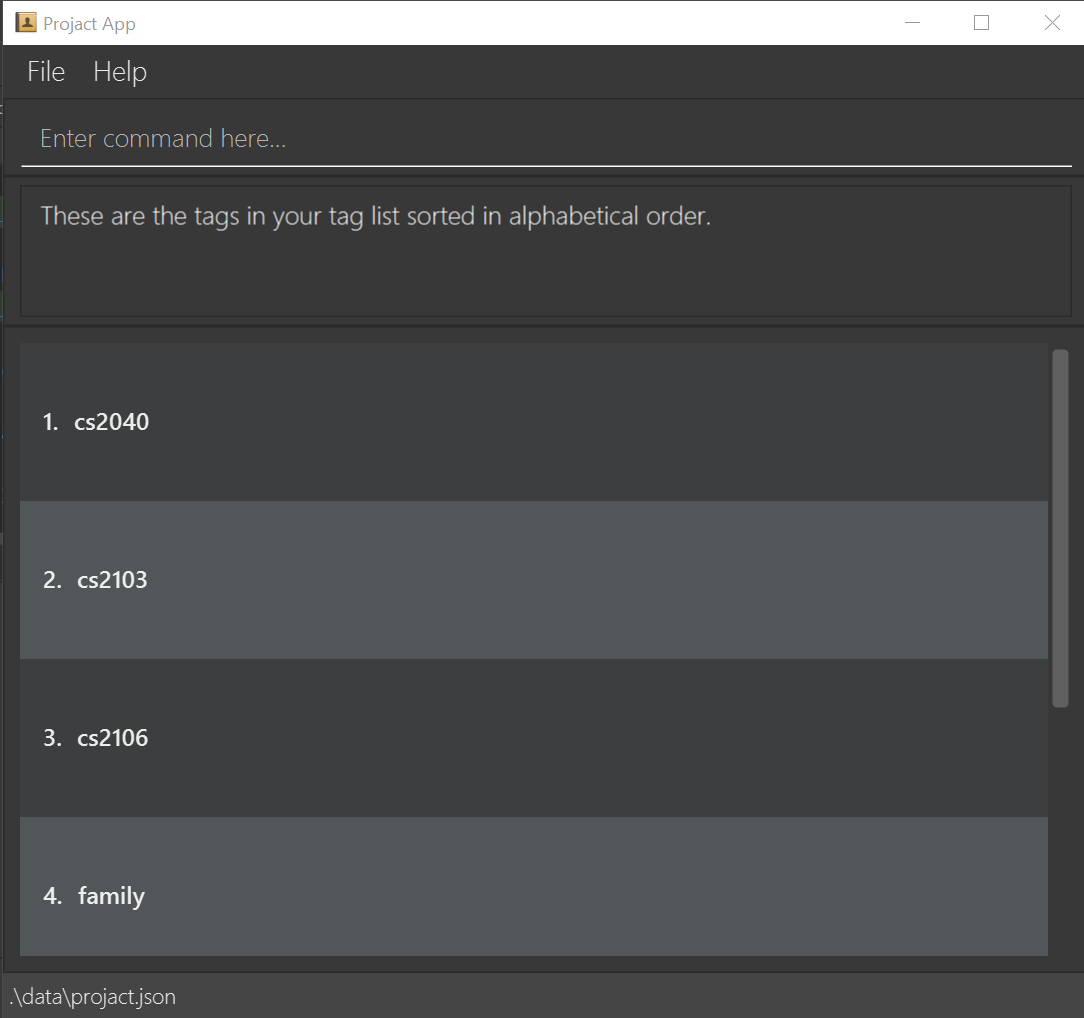 Projact App
File Help
Enter command here...
These are the tags in your tag list sorted in alphabetical order.
1. cs2040
2. cs2103
3. cs2106
4. family
.\data\projact.json